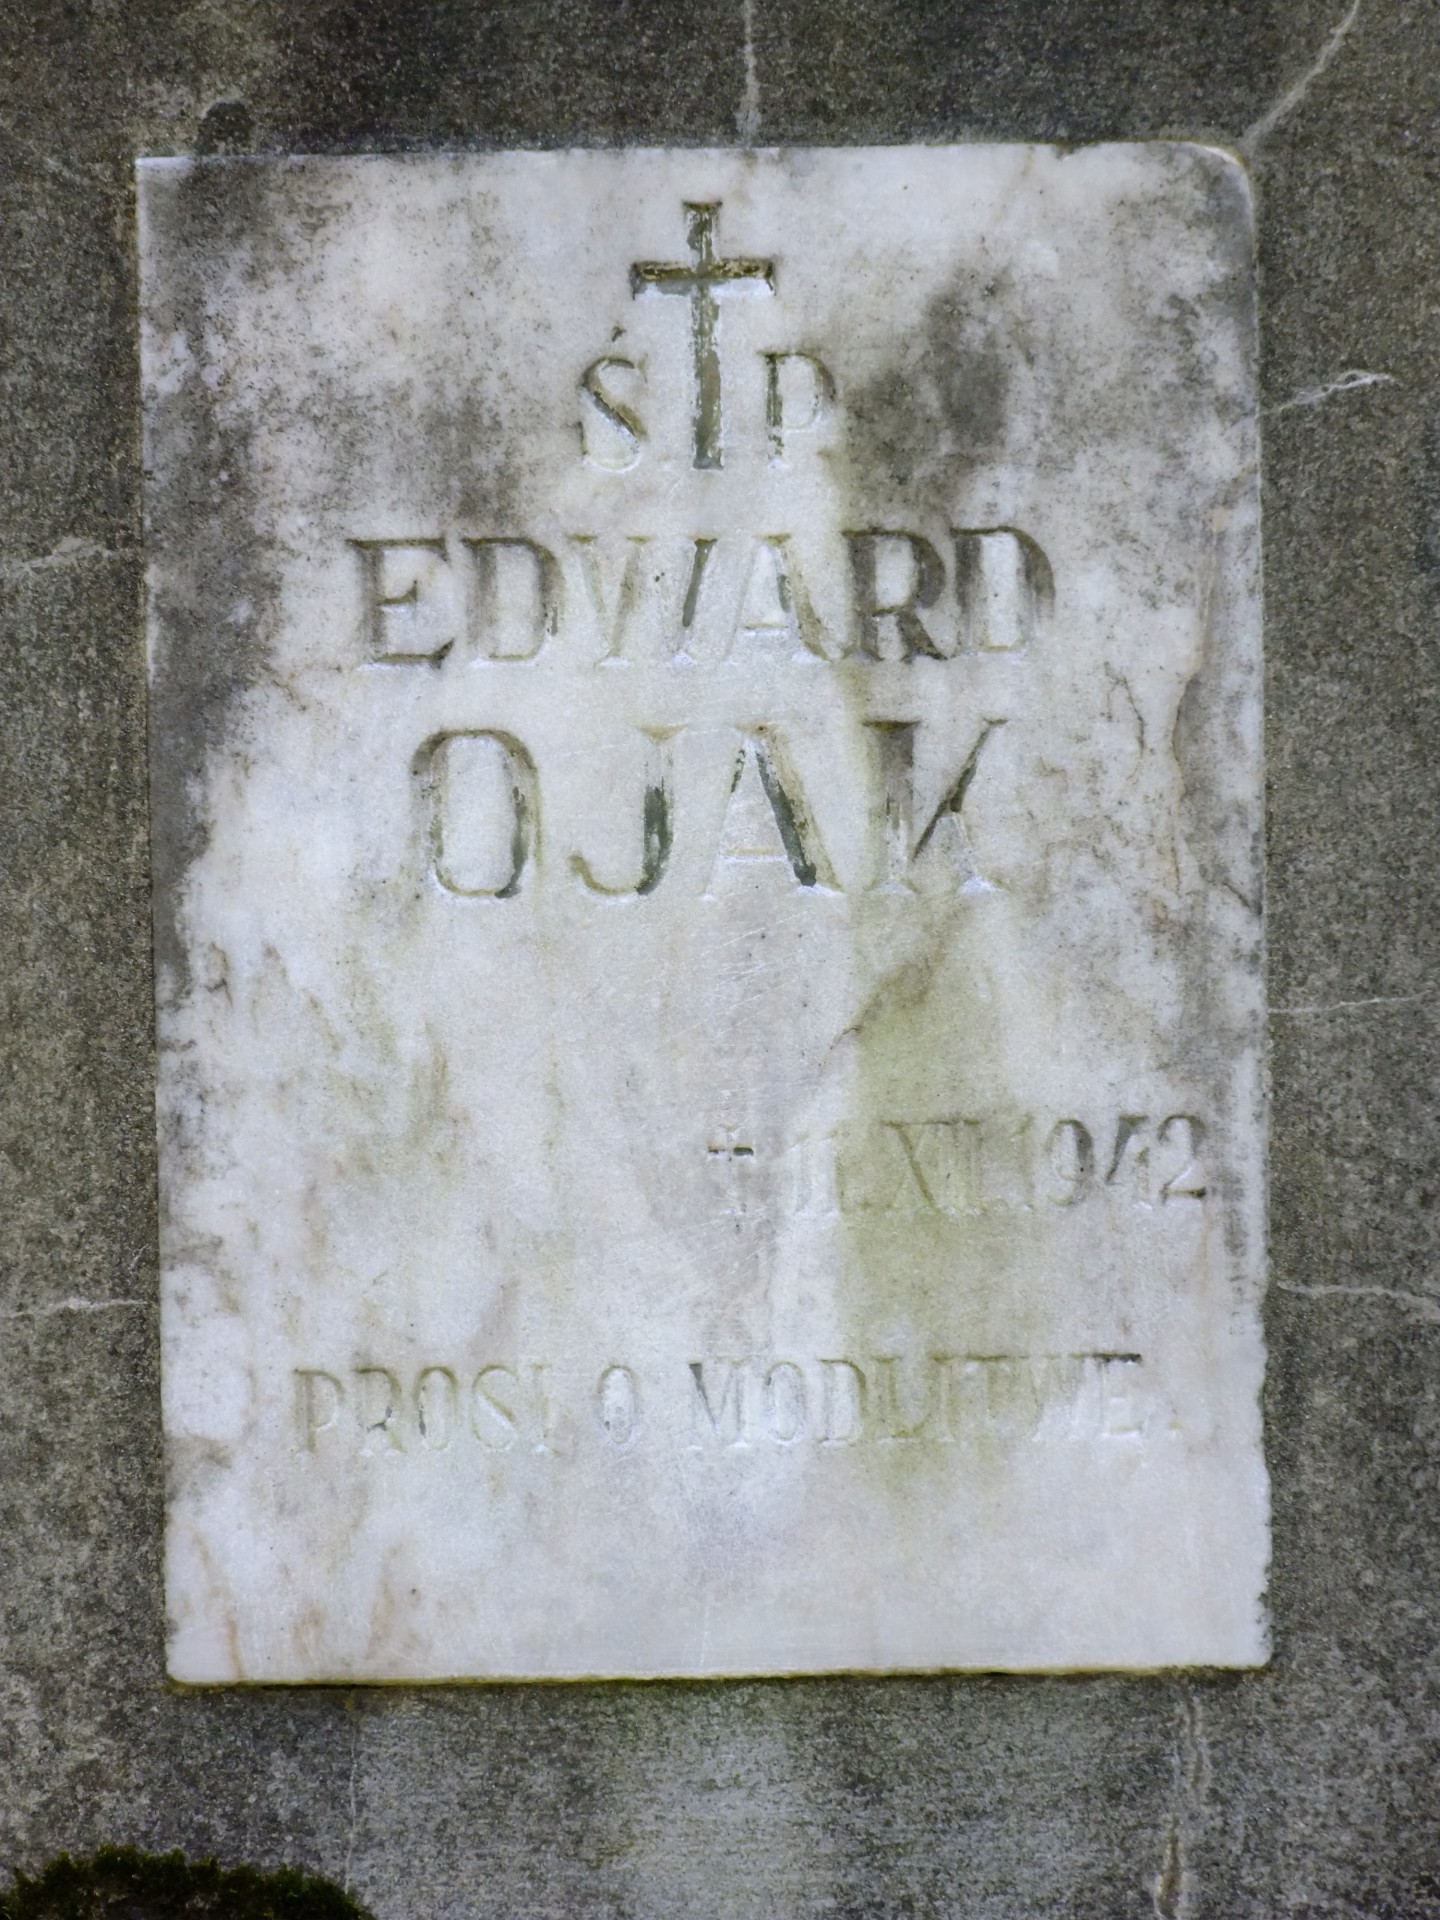 Ś. † P.
EDWARD
OJAK
† 11.XII.1942
PROSI O MODLITWĘ.